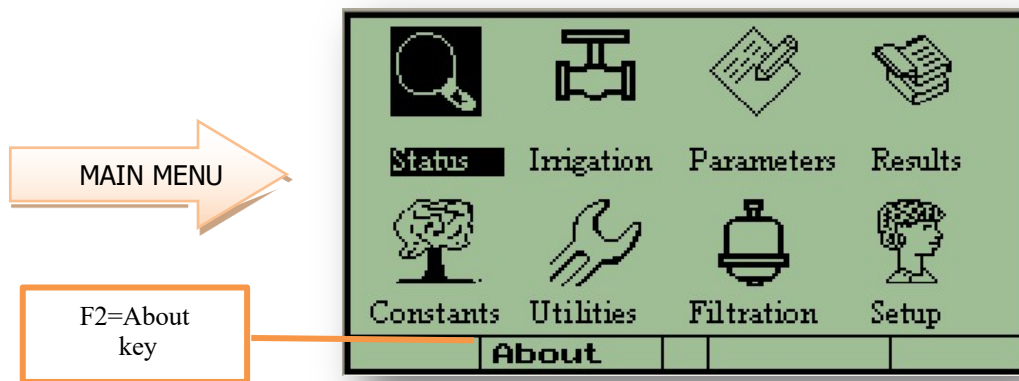 MAIN MENU
Status Irrigation Parameters Results
Constants Utilities Filtration Setup
F2=About
key
About